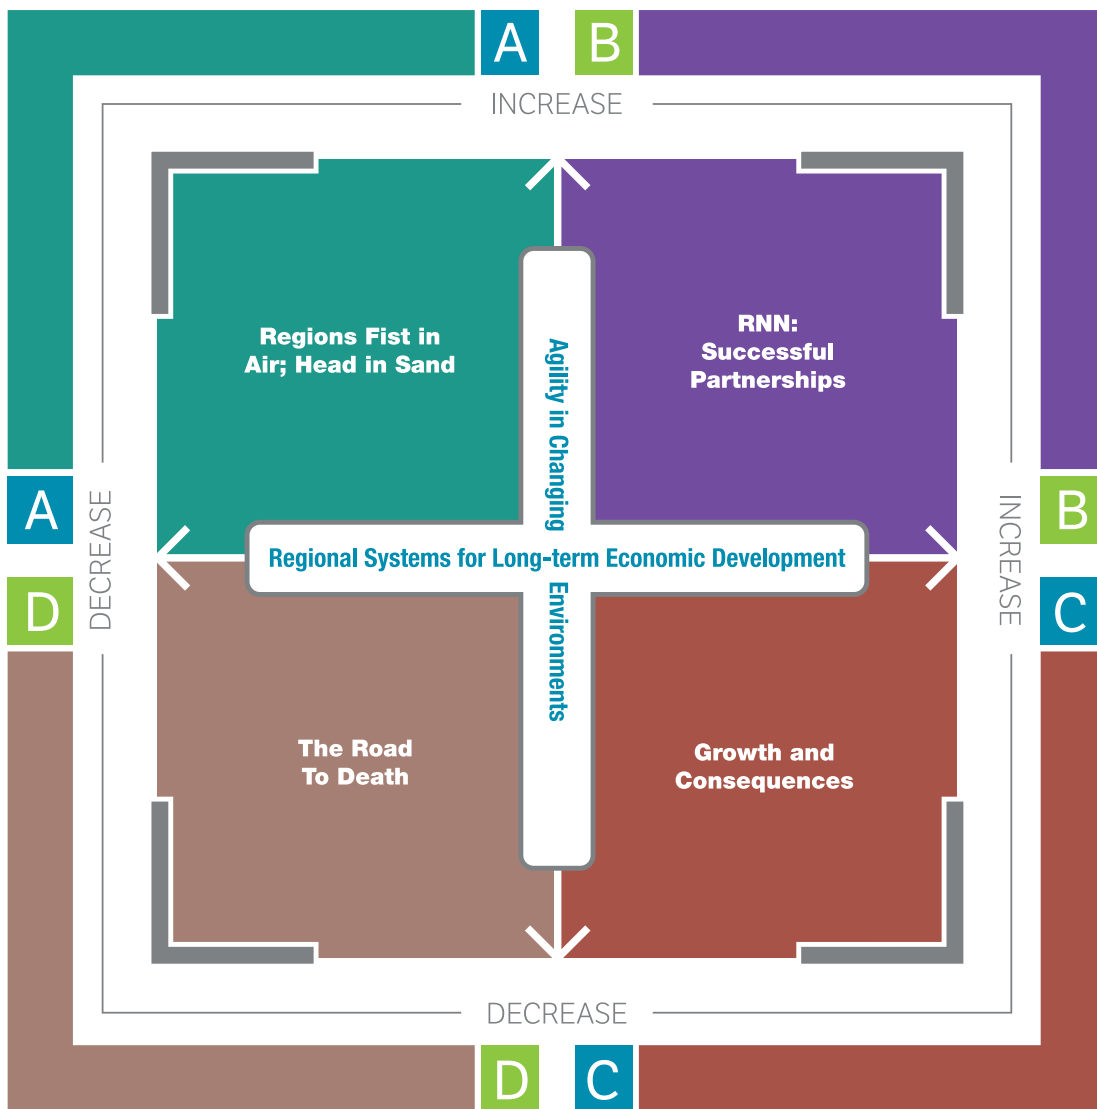 A
B
INCREASE
Regions Fist in
Air; Head in Sand
RNN:
Successful
Partnerships
Agility in Changing Environments
A
DECREASE
D
Regional Systems for Long-term Economic Development
B
INCREASE
C
The Road
To Death
Growth and
Consequences
DECREASE
D
C